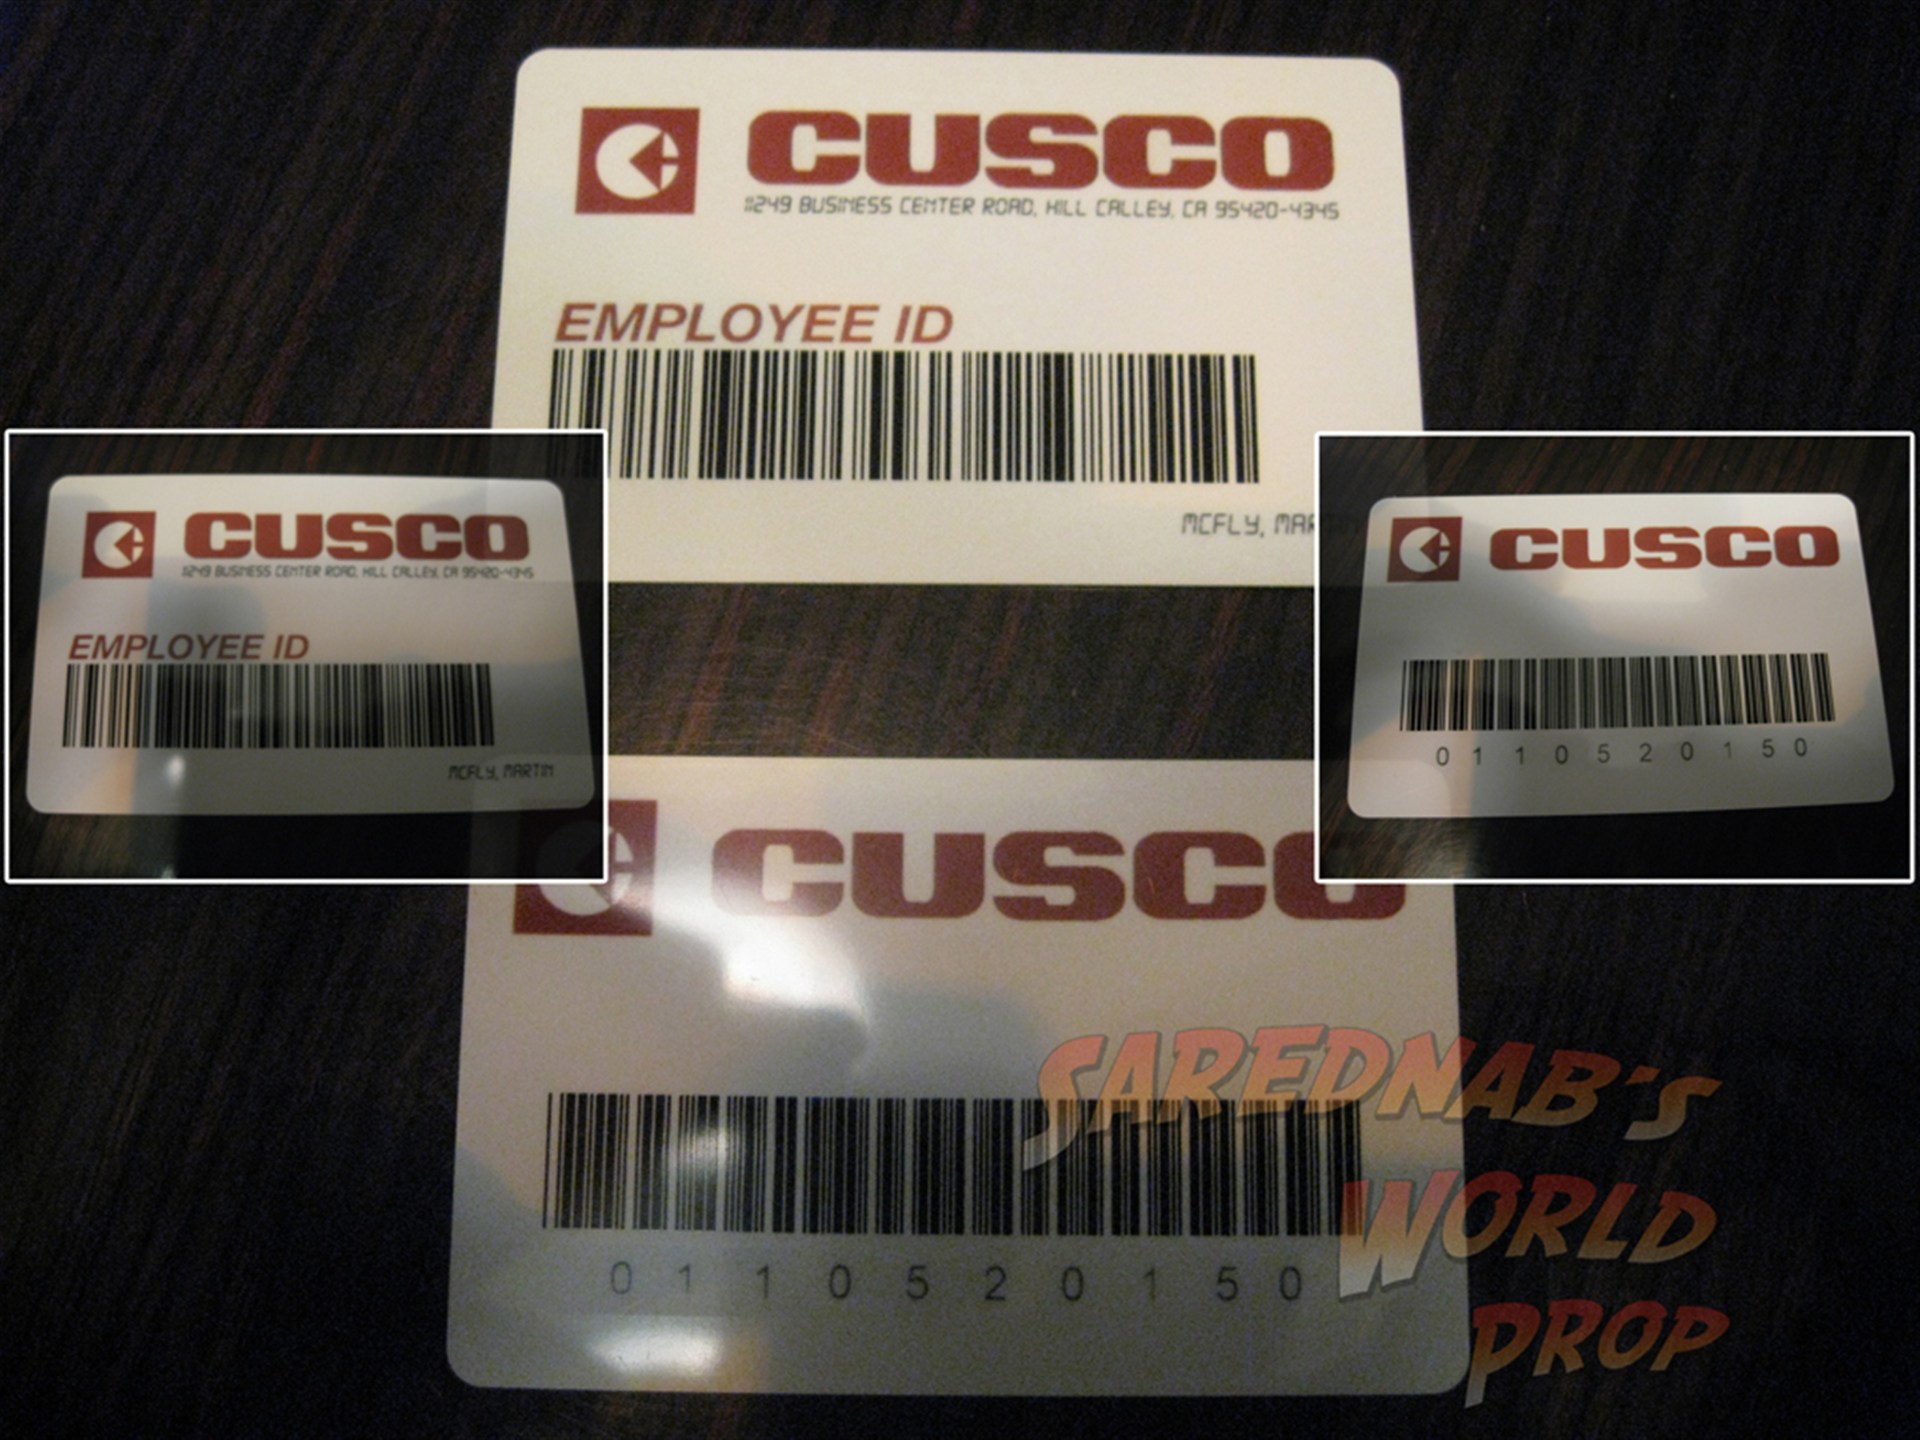 CUSCO
11249 BUSINESS CENTER ROAD, HILL CALLEY, CA 95420-4345
EMPLOYEE ID
MCFLY, MAR
CUSCO
11249 BUSINESS CENTER ROAD, HILL CALLEY, CA 95420-4345
EMPLOYEE ID
MCFLY, MARTIN
CUSCO
0 1 1 0 5 2 0 1 5 0
CUSCO
0 1 1 0 5 2 0 1 5 0
SAREDNAB'S
WORLD
PROP